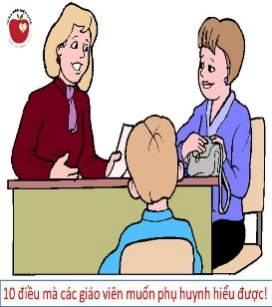 10 điều mà các giáo viên muốn phụ huynh hiểu được!